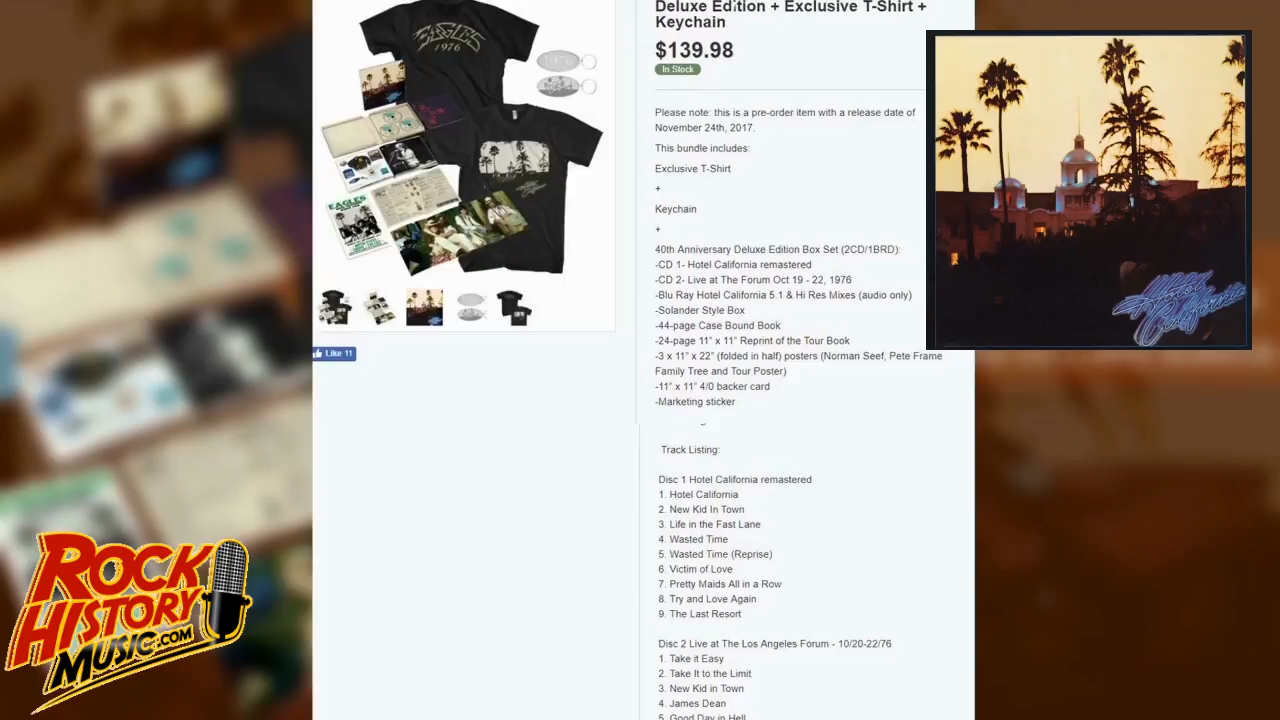 Deluxe Edition + Exclusive T-Shirt +
Keychain
$139.98
In Stock
Please note: this is a pre-order item with a release date of
November 24th, 2017.
This bundle includes:
Exclusive T-Shirt
+
Keychain
+
40th Anniversary Deluxe Edition Box Set (2CD/1BRD):
-CD 1- Hotel California remastered
-CD 2- Live at The Forum Oct 19 - 22, 1976
-Blu Ray Hotel California 5.1 & Hi Res Mixes (audio only)
-Solander Style Box
-44-page Case Bound Book
-24-page 11" x 11" Reprint of the Tour Book
-3 x 11" x 22" (folded in half) posters (Norman Seef, Pete Frame
Family Tree and Tour Poster)
-11" x 11" 4/0 backer card
-Marketing sticker
Track Listing:
Disc 1 Hotel California remastered
1. Hotel California
2. New Kid In Town
3. Life in the Fast Lane
4. Wasted Time
5. Wasted Time (Reprise)
6. Victim of Love
7. Pretty Maids All in a Row
8. Try and Love Again
9. The Last Resort
Disc 2 Live at The Los Angeles Forum - 10/20-22/76
1. Take it Easy
2. Take It to the Limit
3. New Kid in Town
4. James Dean
5. Good Day in Hell
EAGLES
1976
EAGLES
Like 11
Hotel
California
ROCK
HISTORY
MUSIC.COM